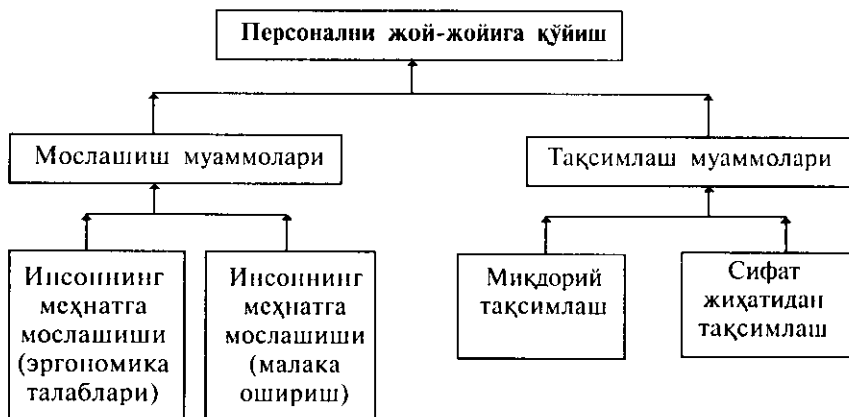 Персонални жой-жойига қўйиш
Мослашиш муаммолари
Тақсимлаш муаммолари
Инсоннинг
меҳнатга
мослашиши
(эргономика
талаблари)
Инсоннинг
меҳнатга
мослашиши
(малака
ошириш)
Миқдорий
тақсимлаш
Сифат
жиҳатидан
тақсимлаш